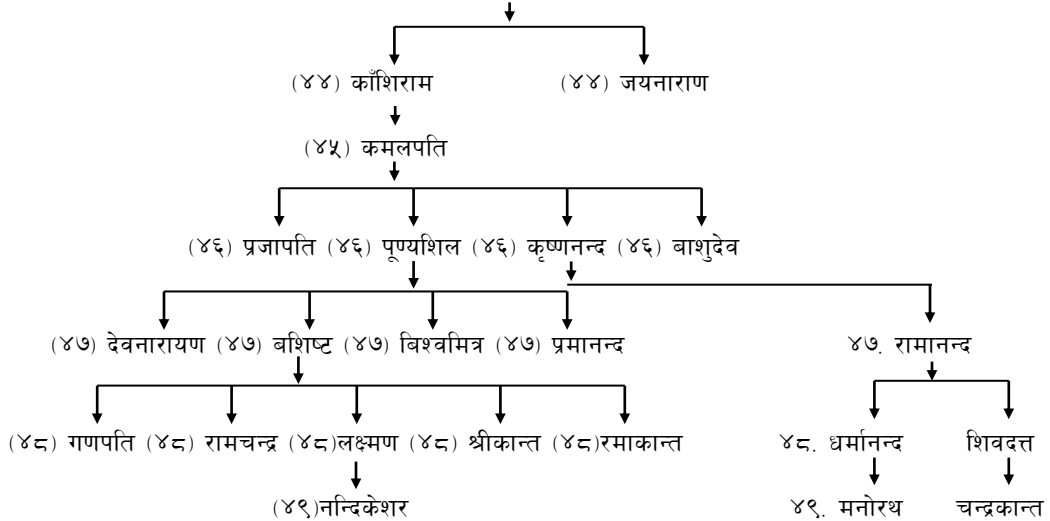 (४४) काँशिराम (४४) जयनाराण
(४५) कमलपति
(४६) प्रजापति (४६) पूण्यशिल (४६) कृष्णनन्द (४६) बाशुदेव
(४७) देवनारायण (४७) बशिष्ट (४७) बिश्वमित्र (४७) प्रमानन्द ४७. रामानन्द
(४८) गणपति (४८) रामचन्द्र (४८)लक्ष्मण (४८) श्रीकान्त (४८)रमाकान्त ४८. धर्मानन्द शिवदत्त
(४९)नन्दिकेशर ४९. मनोरथ चन्द्रकान्त